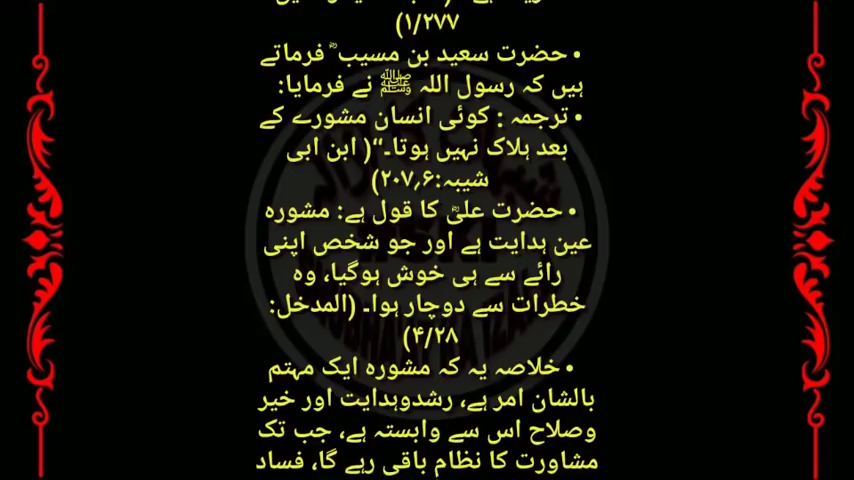 ۱/۲۷۷)
• حضرت سعید بن مسیبؒ فرماتے
ہیں کہ رسول اللہ ﷺ نے فرمایا:
• ترجمہ : کوئی انسان مشورے کے
بعد ہلاک نہیں ہوتا۔"( ابن ابی
شیبہ:۶؍۲۰۷)
• حضرت علیؓ کا قول ہے: مشورہ
عین ہدایت ہے اور جو شخص اپنی
رائے سے ہی خوش ہوگیا، وہ
خطرات سے دوچار ہوا۔ (المدخل:
۴/۲۸)
• خلاصہ یہ کہ مشورہ ایک مہتم
بالشان امر ہے، رشدوہدایت اور خیر
وصلاح اس سے وابستہ ہے، جب تک
مشاورت کا نظام باقی رہے گا، فساد